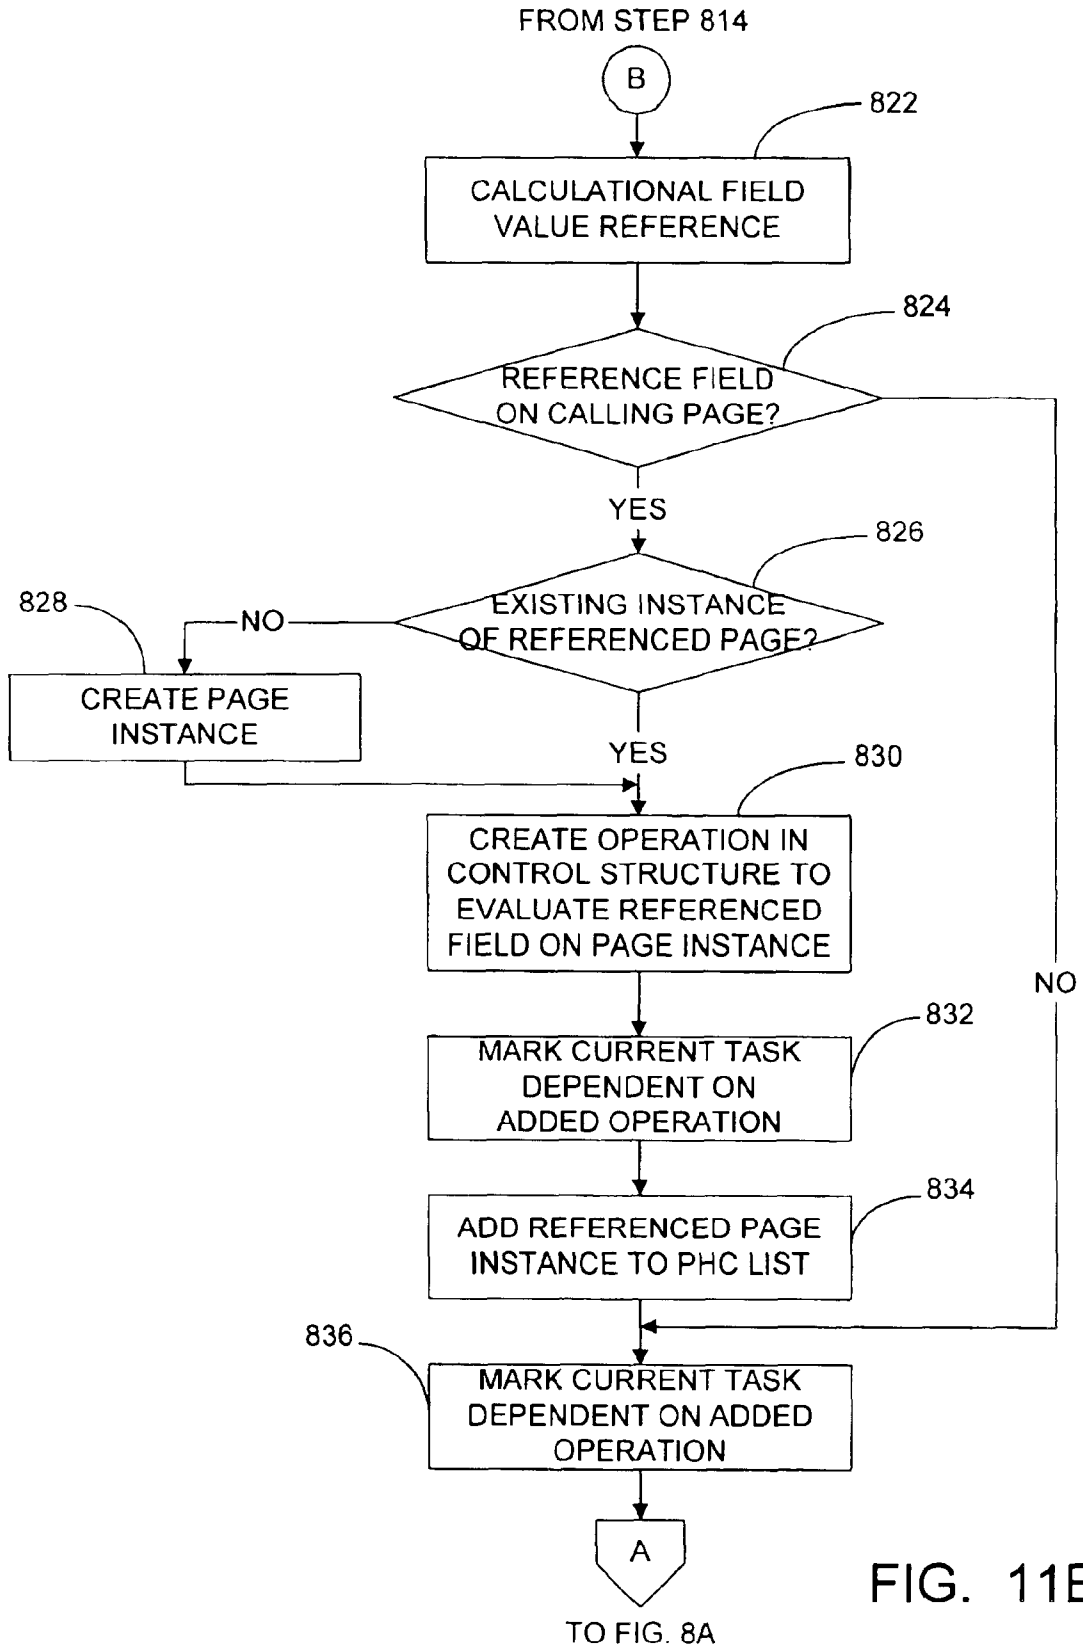 FROM STEP 814
B
822
CALCULATIONAL FIELD
VALUE REFERENCE
824
REFERENCE FIELD
ON CALLING PAGE?
YES
826
EXISTING INSTANCE
OF REFERENCED PAGE?
828
NO
CREATE PAGE
INSTANCE
YES
830
CREATE OPERATION IN
CONTROL STRUCTURE TO
EVALUATE REFERENCED
FIELD ON PAGE INSTANCE
NO
832
MARK CURRENT TASK
DEPENDENT ON
ADDED OPERATION
834
ADD REFERENCED PAGE
INSTANCE TO PHC LIST
836
MARK CURRENT TASK
DEPENDENT ON ADDED
OPERATION
A
FIG. 11B
TO FIG. 8A